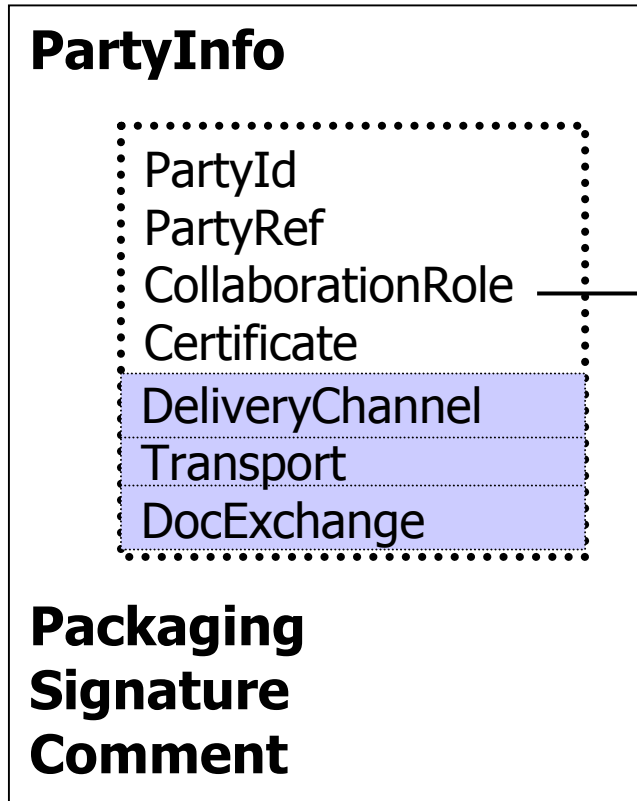 PartyInfo
PartyId
PartyRef
CollaborationRole
Certificate
DeliveryChannel
Transport
DocExchange
Packaging
Signature
Comment